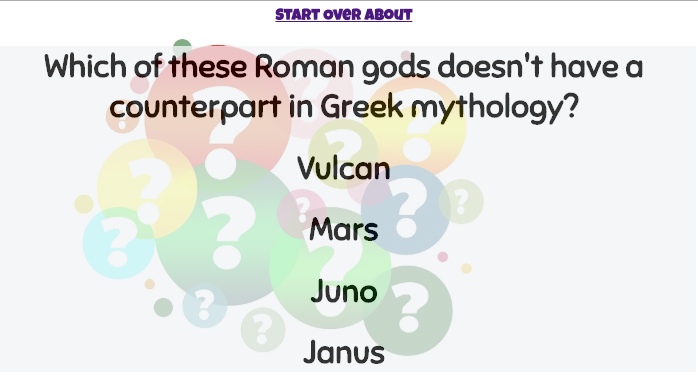 START OVER ABOUT
Which of these Roman gods doesn't have a
counterpart in Greek mythology?
Vulcan
Mars
Juno
Janus